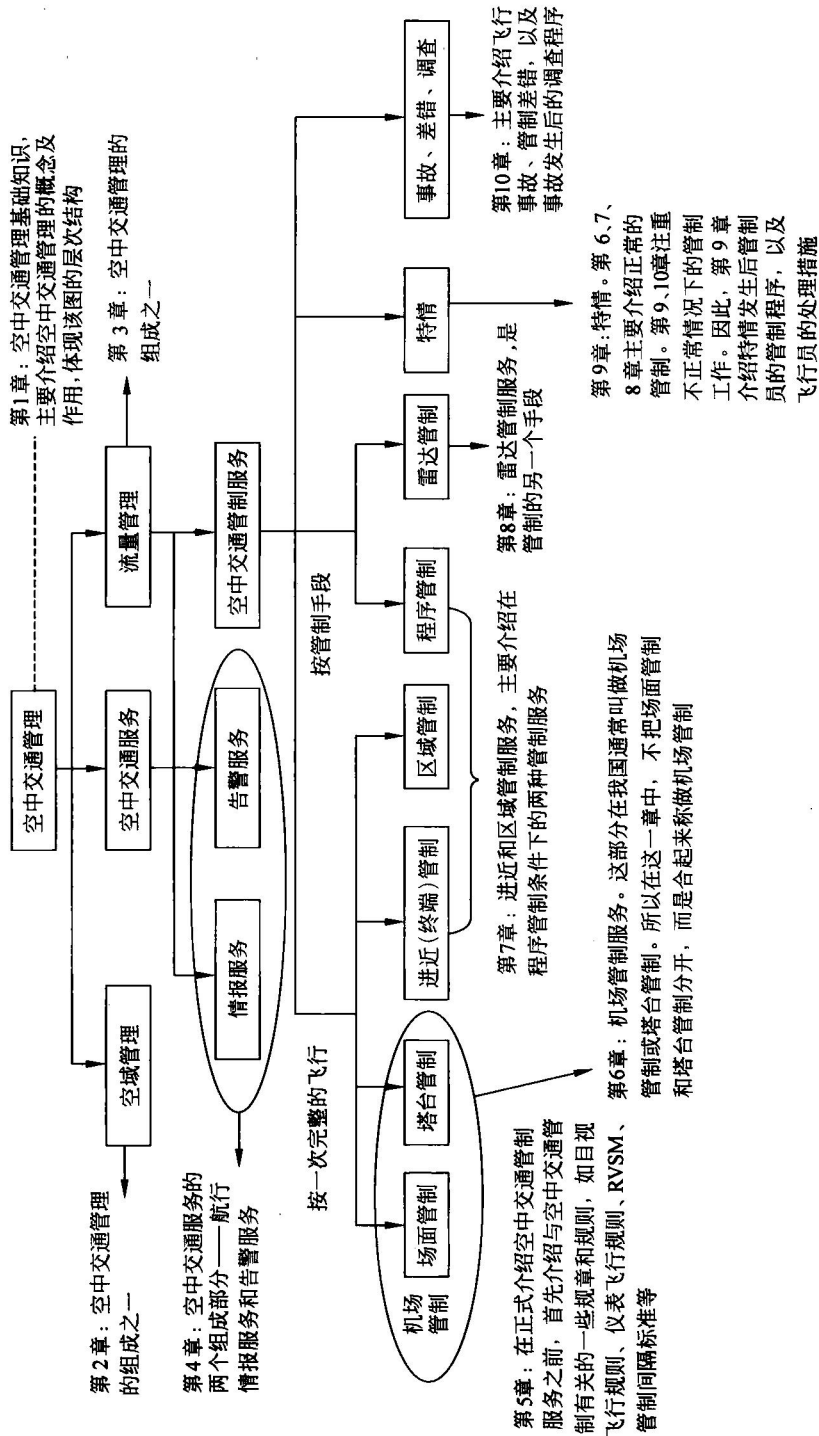 第1章：空中交通管理基础知识，
主要介绍空中交通管理的概念及
作用，体现该图的层次结构
空中交通管理
第3章：空中交通管理的
组成之一
空域管理
空中交通服务
流量管理
第2章：空中交通管理
的组成之一
情报服务
告警服务
空中交通管制服务
第4章：空中交通服务的
两个组成部分——航行
情报服务和告警服务
按一次完整的飞行
按管制手段
机场
管制
场面管制
塔台管制
进近（终端）管制
区域管制
程序管制
雷达管制
特情
事故、差错、调查
第5章：在正式介绍空中交通管制
服务之前，首先介绍与空中交通管
制有关的一些规章和规则，如目视
飞行规则、仪表飞行规则、RVSM、
管制间隔标准等
第6章：机场管制服务。这部分在我国通常叫做机场
管制或塔台管制。所以在这一章中，不把场面管制
和塔台管制分开，而是合起来称做机场管制
第7章：进近和区域管制服务，主要介绍在
程序管制条件下的两种管制服务
第8章：雷达管制服务，是
管制的另一个手段
第9章：特情。第6、7、
8章主要介绍正常的
管制。第9、10章注重
不正常情况下的管制
工作。因此，第9章
介绍特情发生后管制
员的管制程序，以及
飞行员的处理措施
第10章：主要介绍飞行
事故、管制差错，以及
事故发生后的调查程序